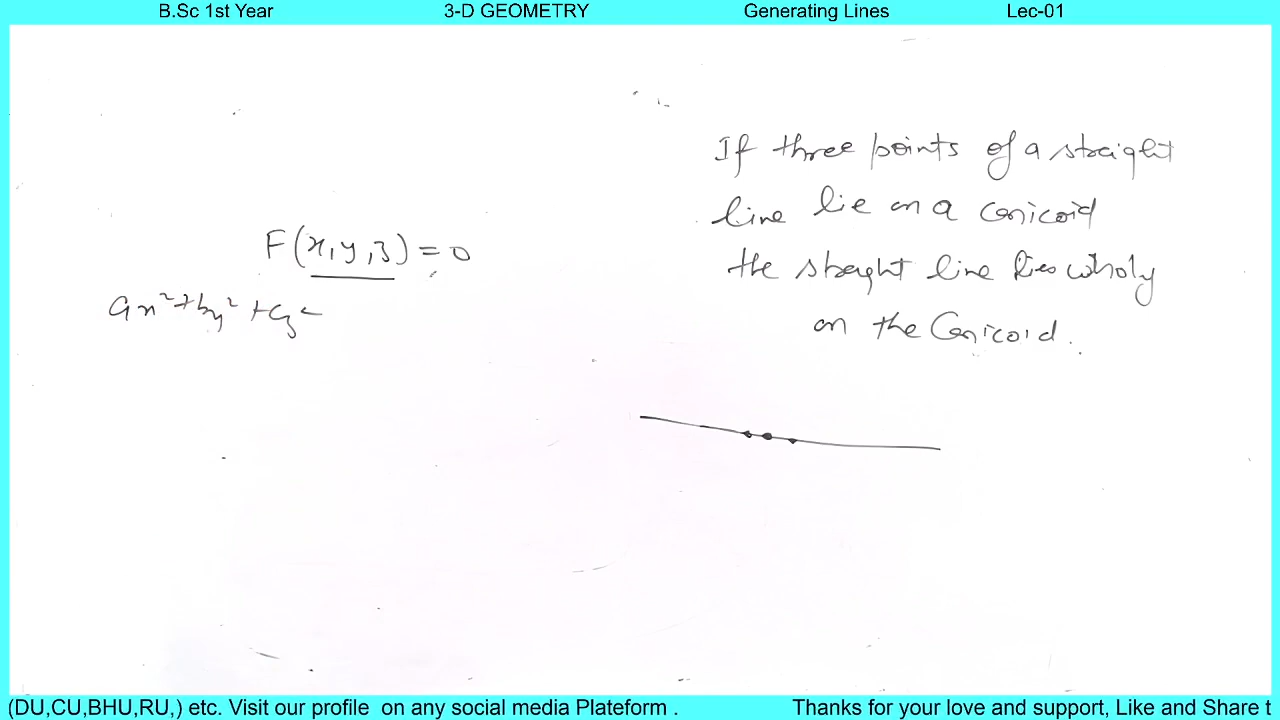 B.Sc 1st Year 3-D GEOMETRY Generating Lines Lec-01
If three points of a straight
line lie on a conicoid
the straight line lies wholy
on the Conicoid.
F(x,y,z)=0
ax²+by²+cz²
(DU,CU,BHU,RU,) etc. Visit our profile on any social media Plateform . Thanks for your love and support, Like and Share t